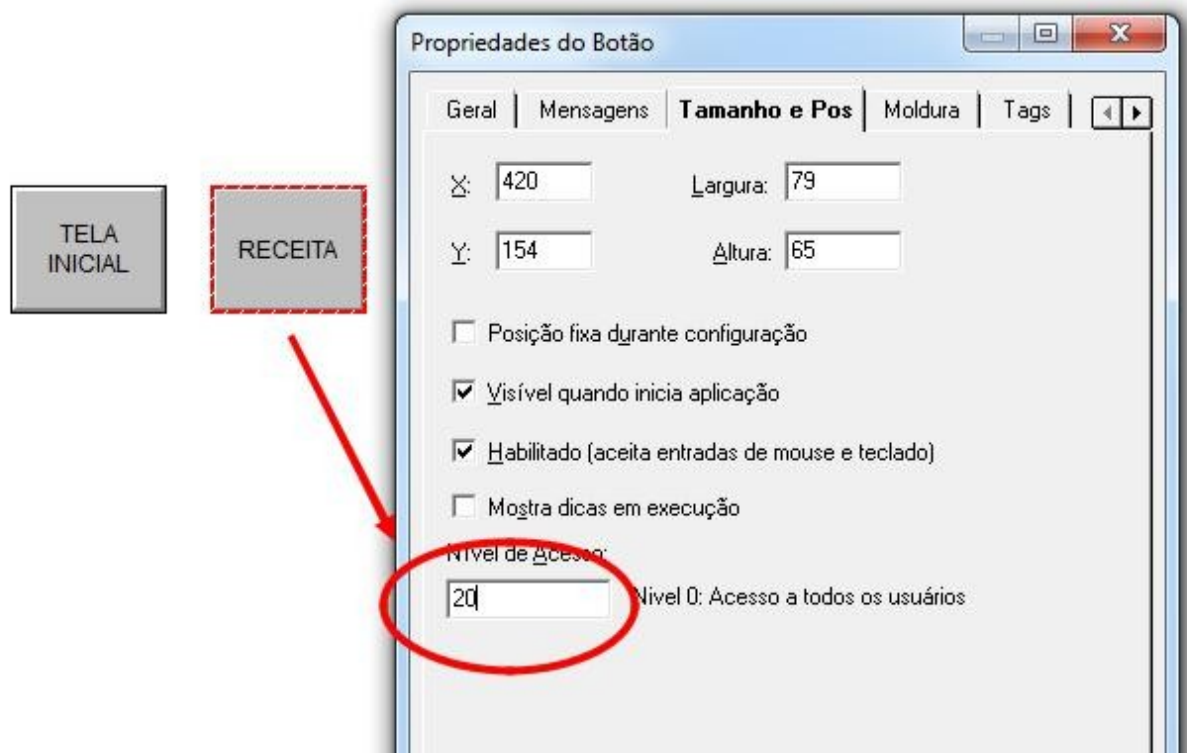 Propriedades do Botão
Geral Mensagens Tamanho e Pos Moldura Tags
X: 420 Largura: 79
Y: 154 Altura: 65
TELA
INICIAL
RECEITA
Posição fixa durante configuração
Visível quando inicia aplicação
Habilitado (aceita entradas de mouse e teclado)
Mostra dicas em execução
Nível de Acesso:
20 Nivel 0: Acesso a todos os usuários